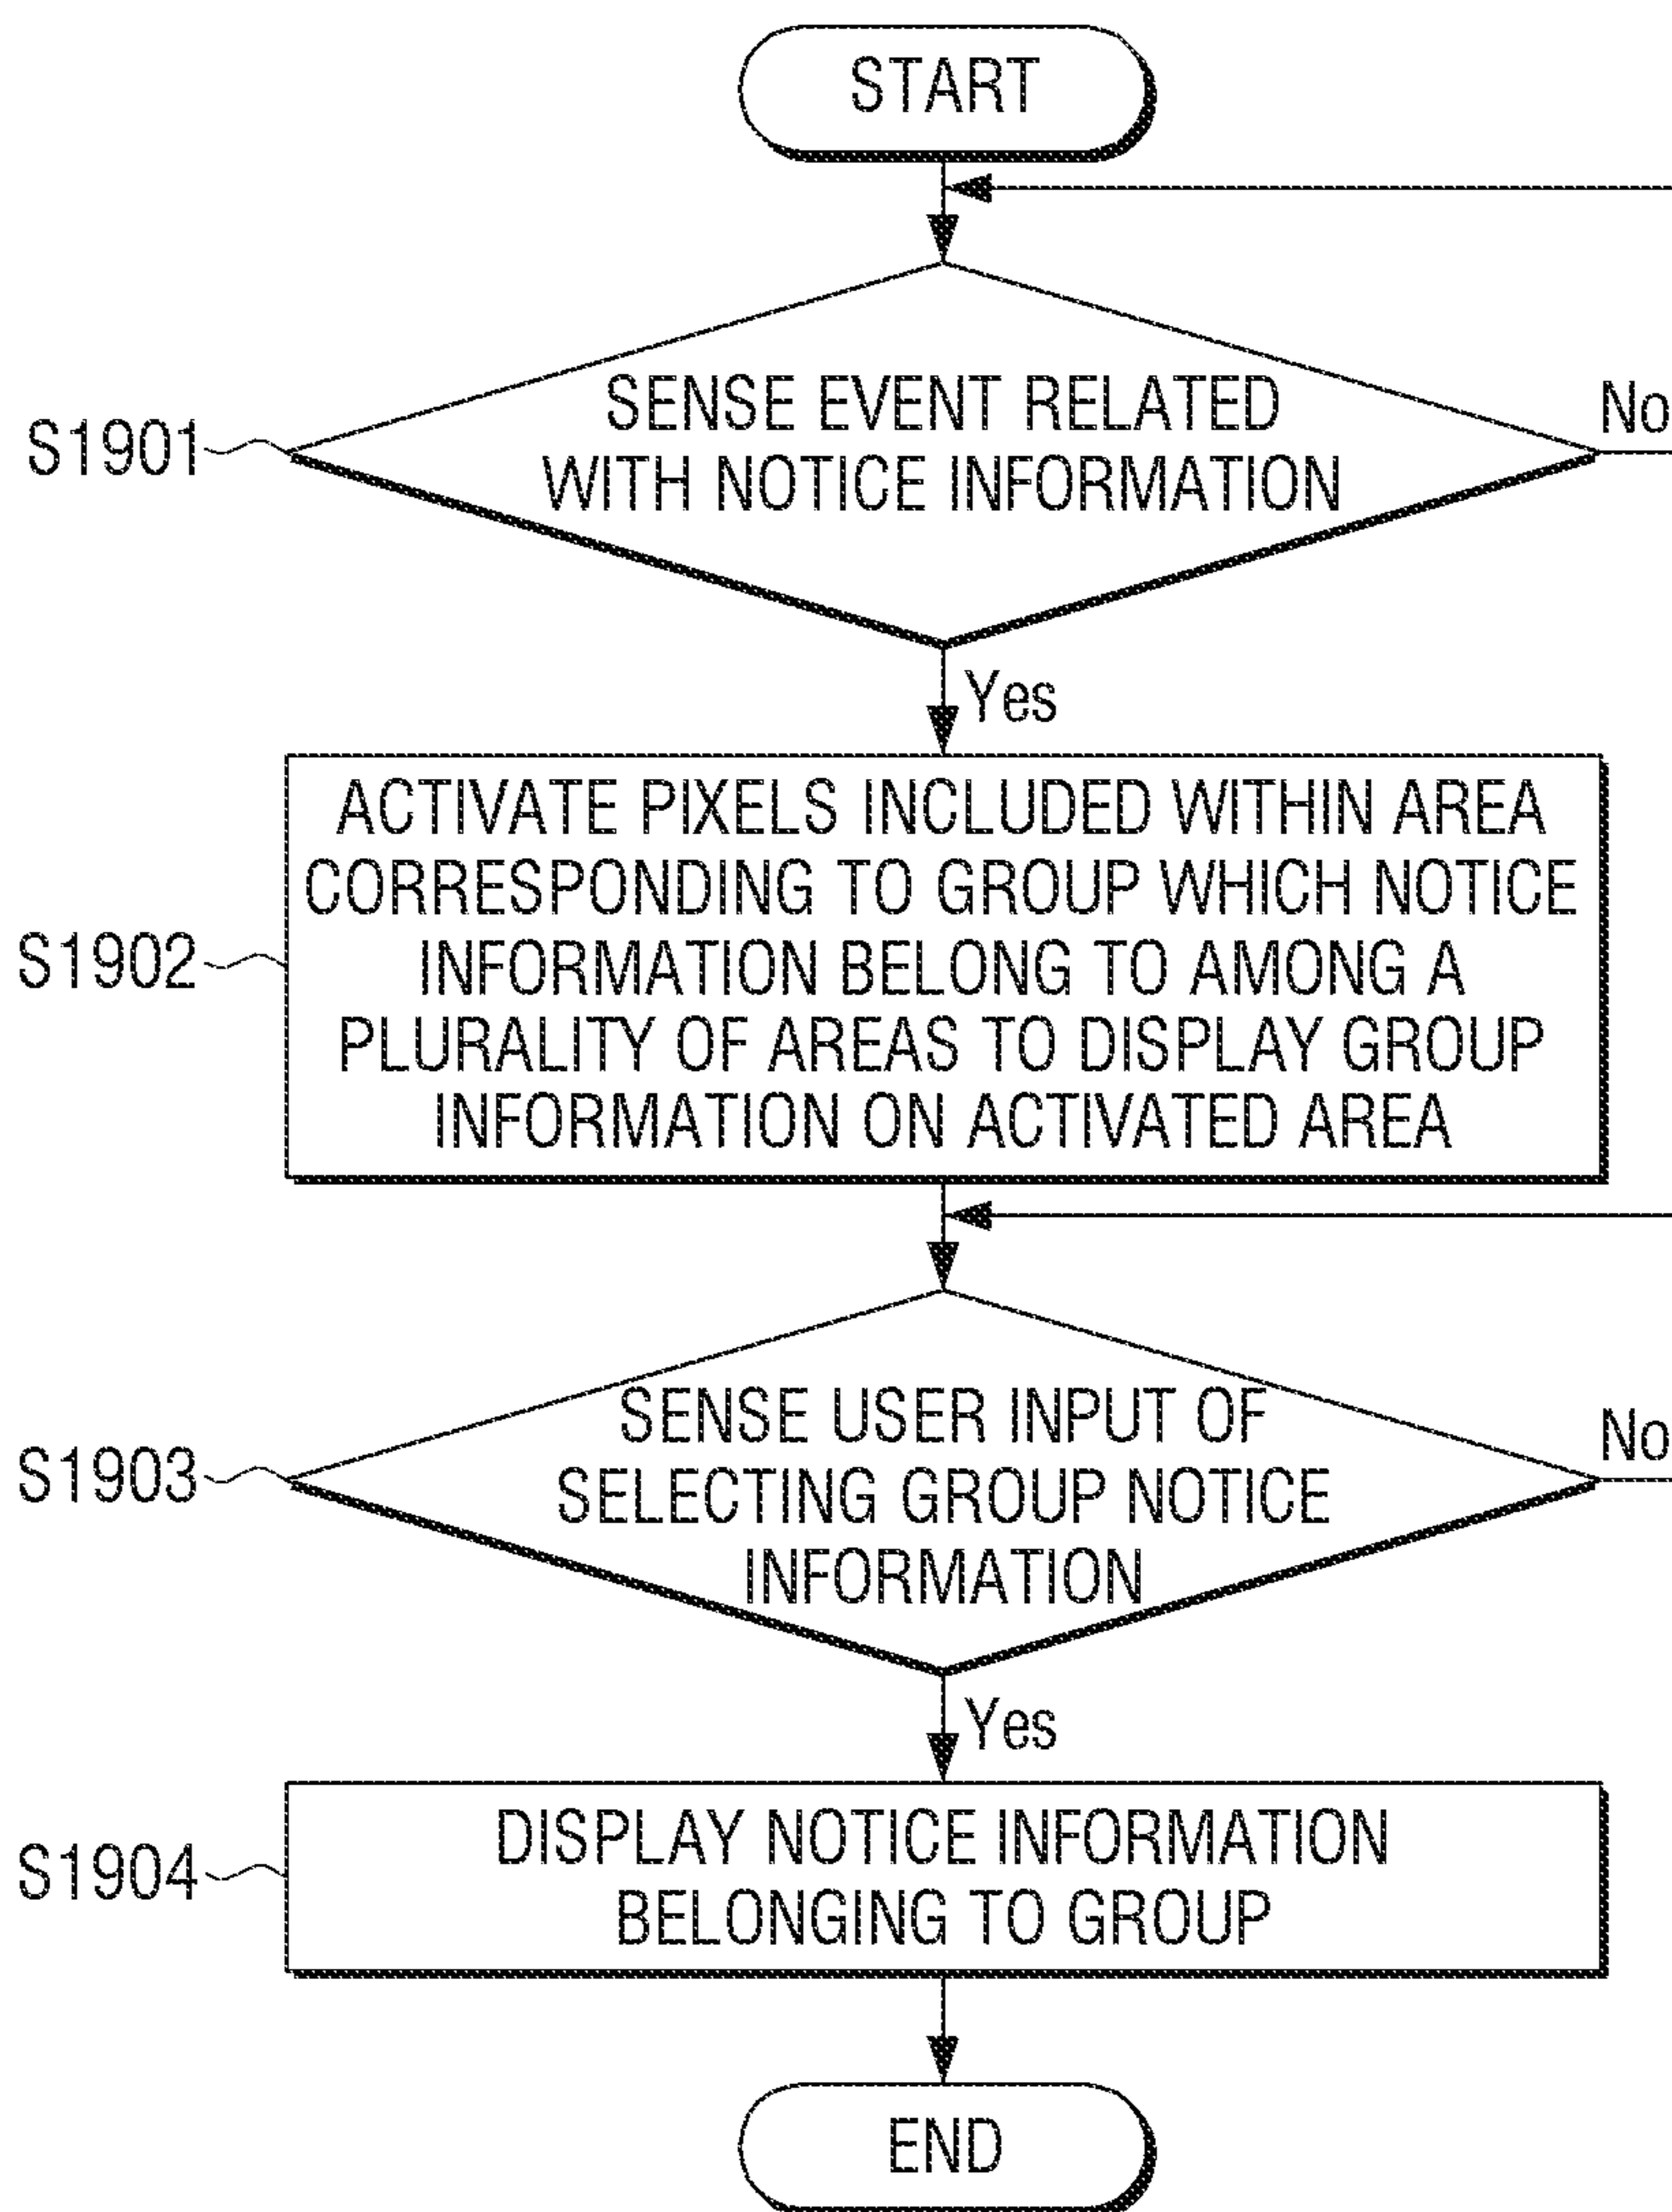 START
SENSE EVENT RELATED
WITH NOTICE INFORMATION
No
S1901
Yes
ACTIVATE PIXELS INCLUDED WITHIN AREA
CORRESPONDING TO GROUP WHICH NOTICE
INFORMATION BELONG TO AMONG A
PLURALITY OF AREAS TO DISPLAY GROUP
INFORMATION ON ACTIVATED AREA
S1902
SENSE USER INPUT OF
SELECTING GROUP NOTICE
INFORMATION
No
S1903
Yes
DISPLAY NOTICE INFORMATION
BELONGING TO GROUP
S1904
END